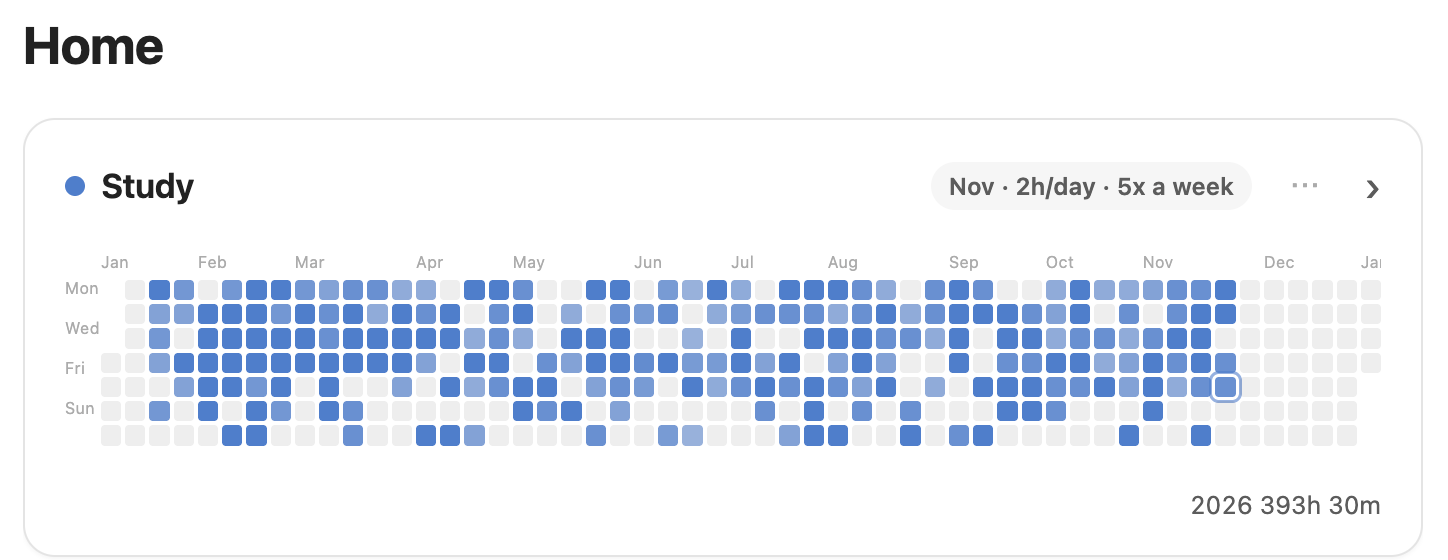 Home
Study
Nov · 2h/day · 5x a week
Jan Feb Mar Apr May Jun Jul Aug Sep Oct Nov Dec Jan
Mon
Wed
Fri
Sun
2026 393h 30m